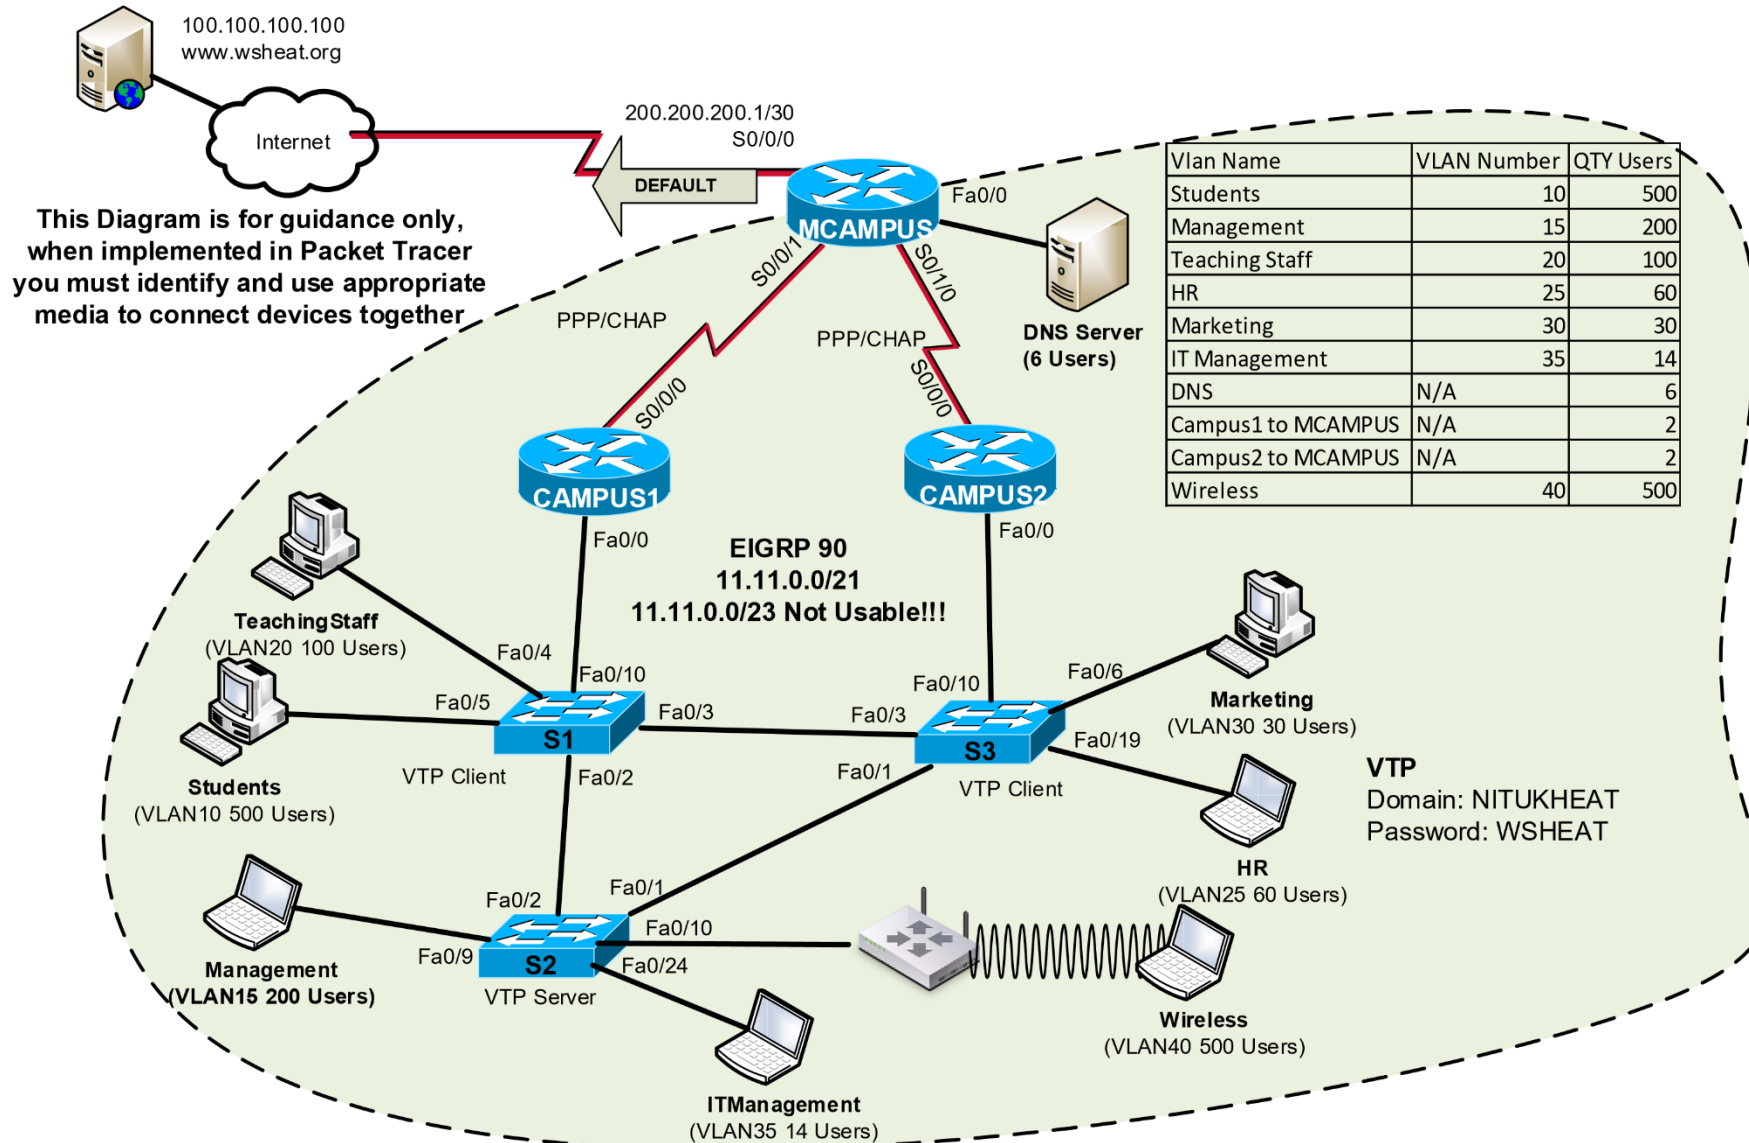 100.100.100.100
www.wsheat.org
Internet
This Diagram is for guidance only,
when implemented in Packet Tracer
you must identify and use appropriate
media to connect devices together
200.200.200.1/30
S0/0/0
DEFAULT
MCAMPUS
Fa0/0
S0/0/1
S0/1/0
DNS Server
(6 Users)
PPP/CHAP
PPP/CHAP
S0/0/0
S0/0/0
Vlan Name VLAN Number QTY Users
Students 10 500
Management 15 200
Teaching Staff 20 100
HR 25 60
Marketing 30 30
IT Management 35 14
DNS N/A 6
Campus1 to MCAMPUS N/A 2
Campus2 to MCAMPUS N/A 2
Wireless 40 500
CAMPUS1
CAMPUS2
Fa0/0
Fa0/0
EIGRP 90
11.11.0.0/21
11.11.0.0/23 Not Usable!!!
TeachingStaff
(VLAN20 100 Users)
Fa0/4
Fa0/10
Fa0/5
Fa0/3
S1
VTP Client
Fa0/2
Students
(VLAN10 500 Users)
Fa0/10
Fa0/6
Fa0/3
Fa0/19
S3
Fa0/1
VTP Client
Marketing
(VLAN30 30 Users)
VTP
Domain: NITUKHEAT
Password: WSHEAT
HR
(VLAN25 60 Users)
Fa0/2
Fa0/1
Fa0/10
Fa0/9
Fa0/24
S2
VTP Server
Management
(VLAN15 200 Users)
Wireless
(VLAN40 500 Users)
ITManagement
(VLAN35 14 Users)